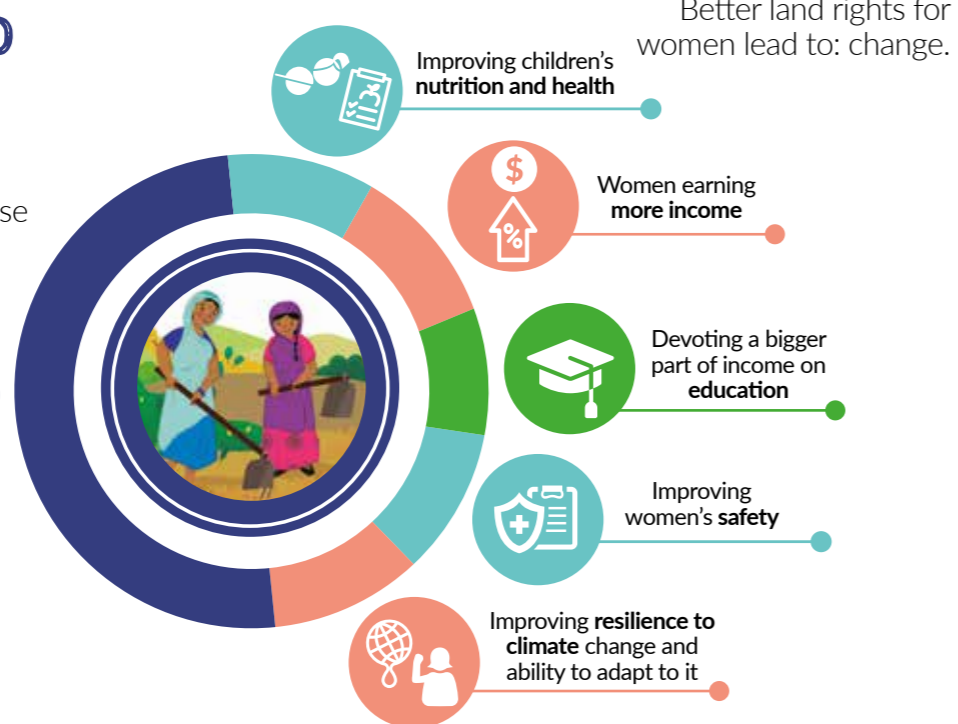 Better land rights for
women lead to: change.
Improving children's
nutrition and health
$
Women earning
more income
%
Devoting a bigger
part of income on
education
Improving
women's safety
Improving resilience to
climate change and
ability to adapt to it